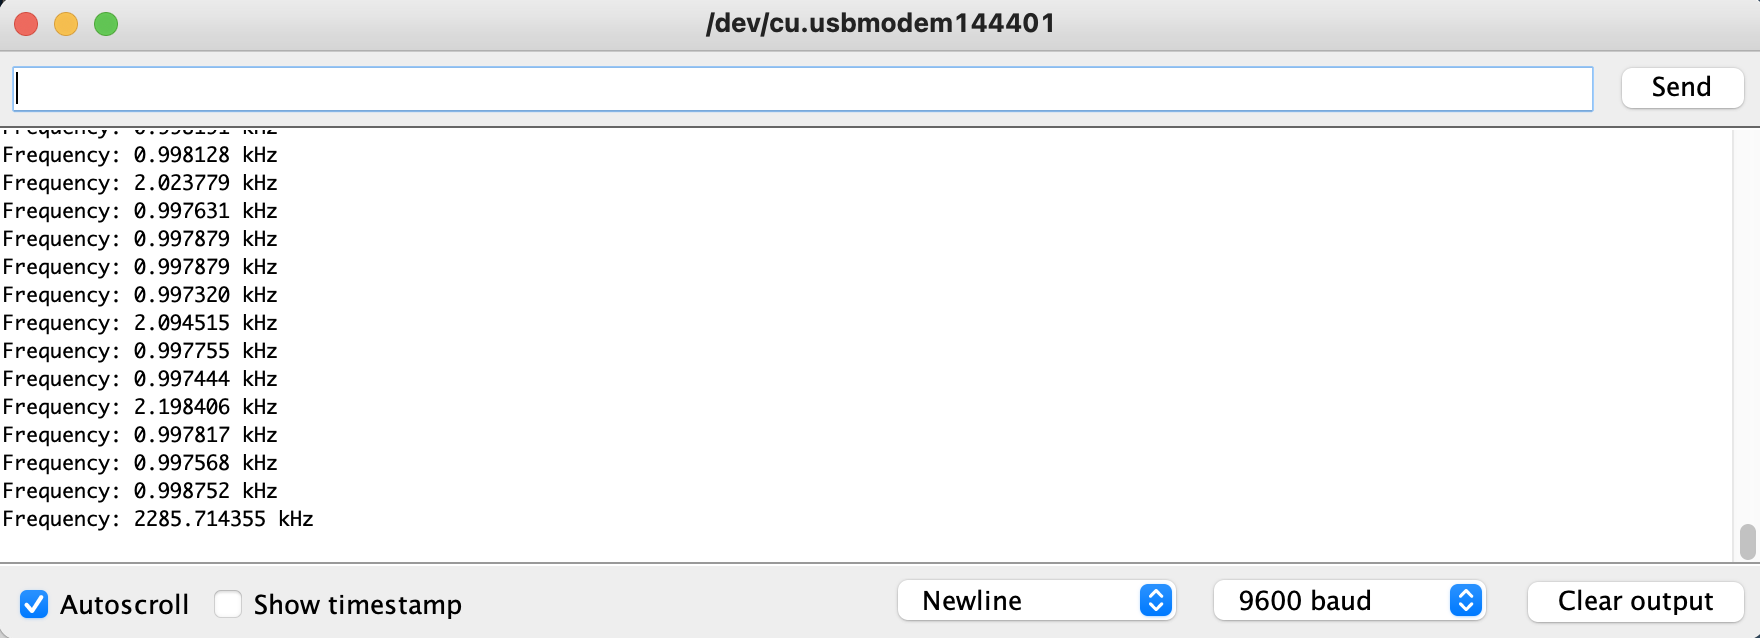 /dev/cu.usbmodem144401
Send
Frequency: 0.998128 kHz
Frequency: 2.023779 kHz
Frequency: 0.997631 kHz
Frequency: 0.997879 kHz
Frequency: 0.997879 kHz
Frequency: 0.997320 kHz
Frequency: 2.094515 kHz
Frequency: 0.997755 kHz
Frequency: 0.997444 kHz
Frequency: 2.198406 kHz
Frequency: 0.997817 kHz
Frequency: 0.997568 kHz
Frequency: 0.998752 kHz
Frequency: 2285.714355 kHz
Autoscroll Show timestamp Newline 9600 baud Clear output